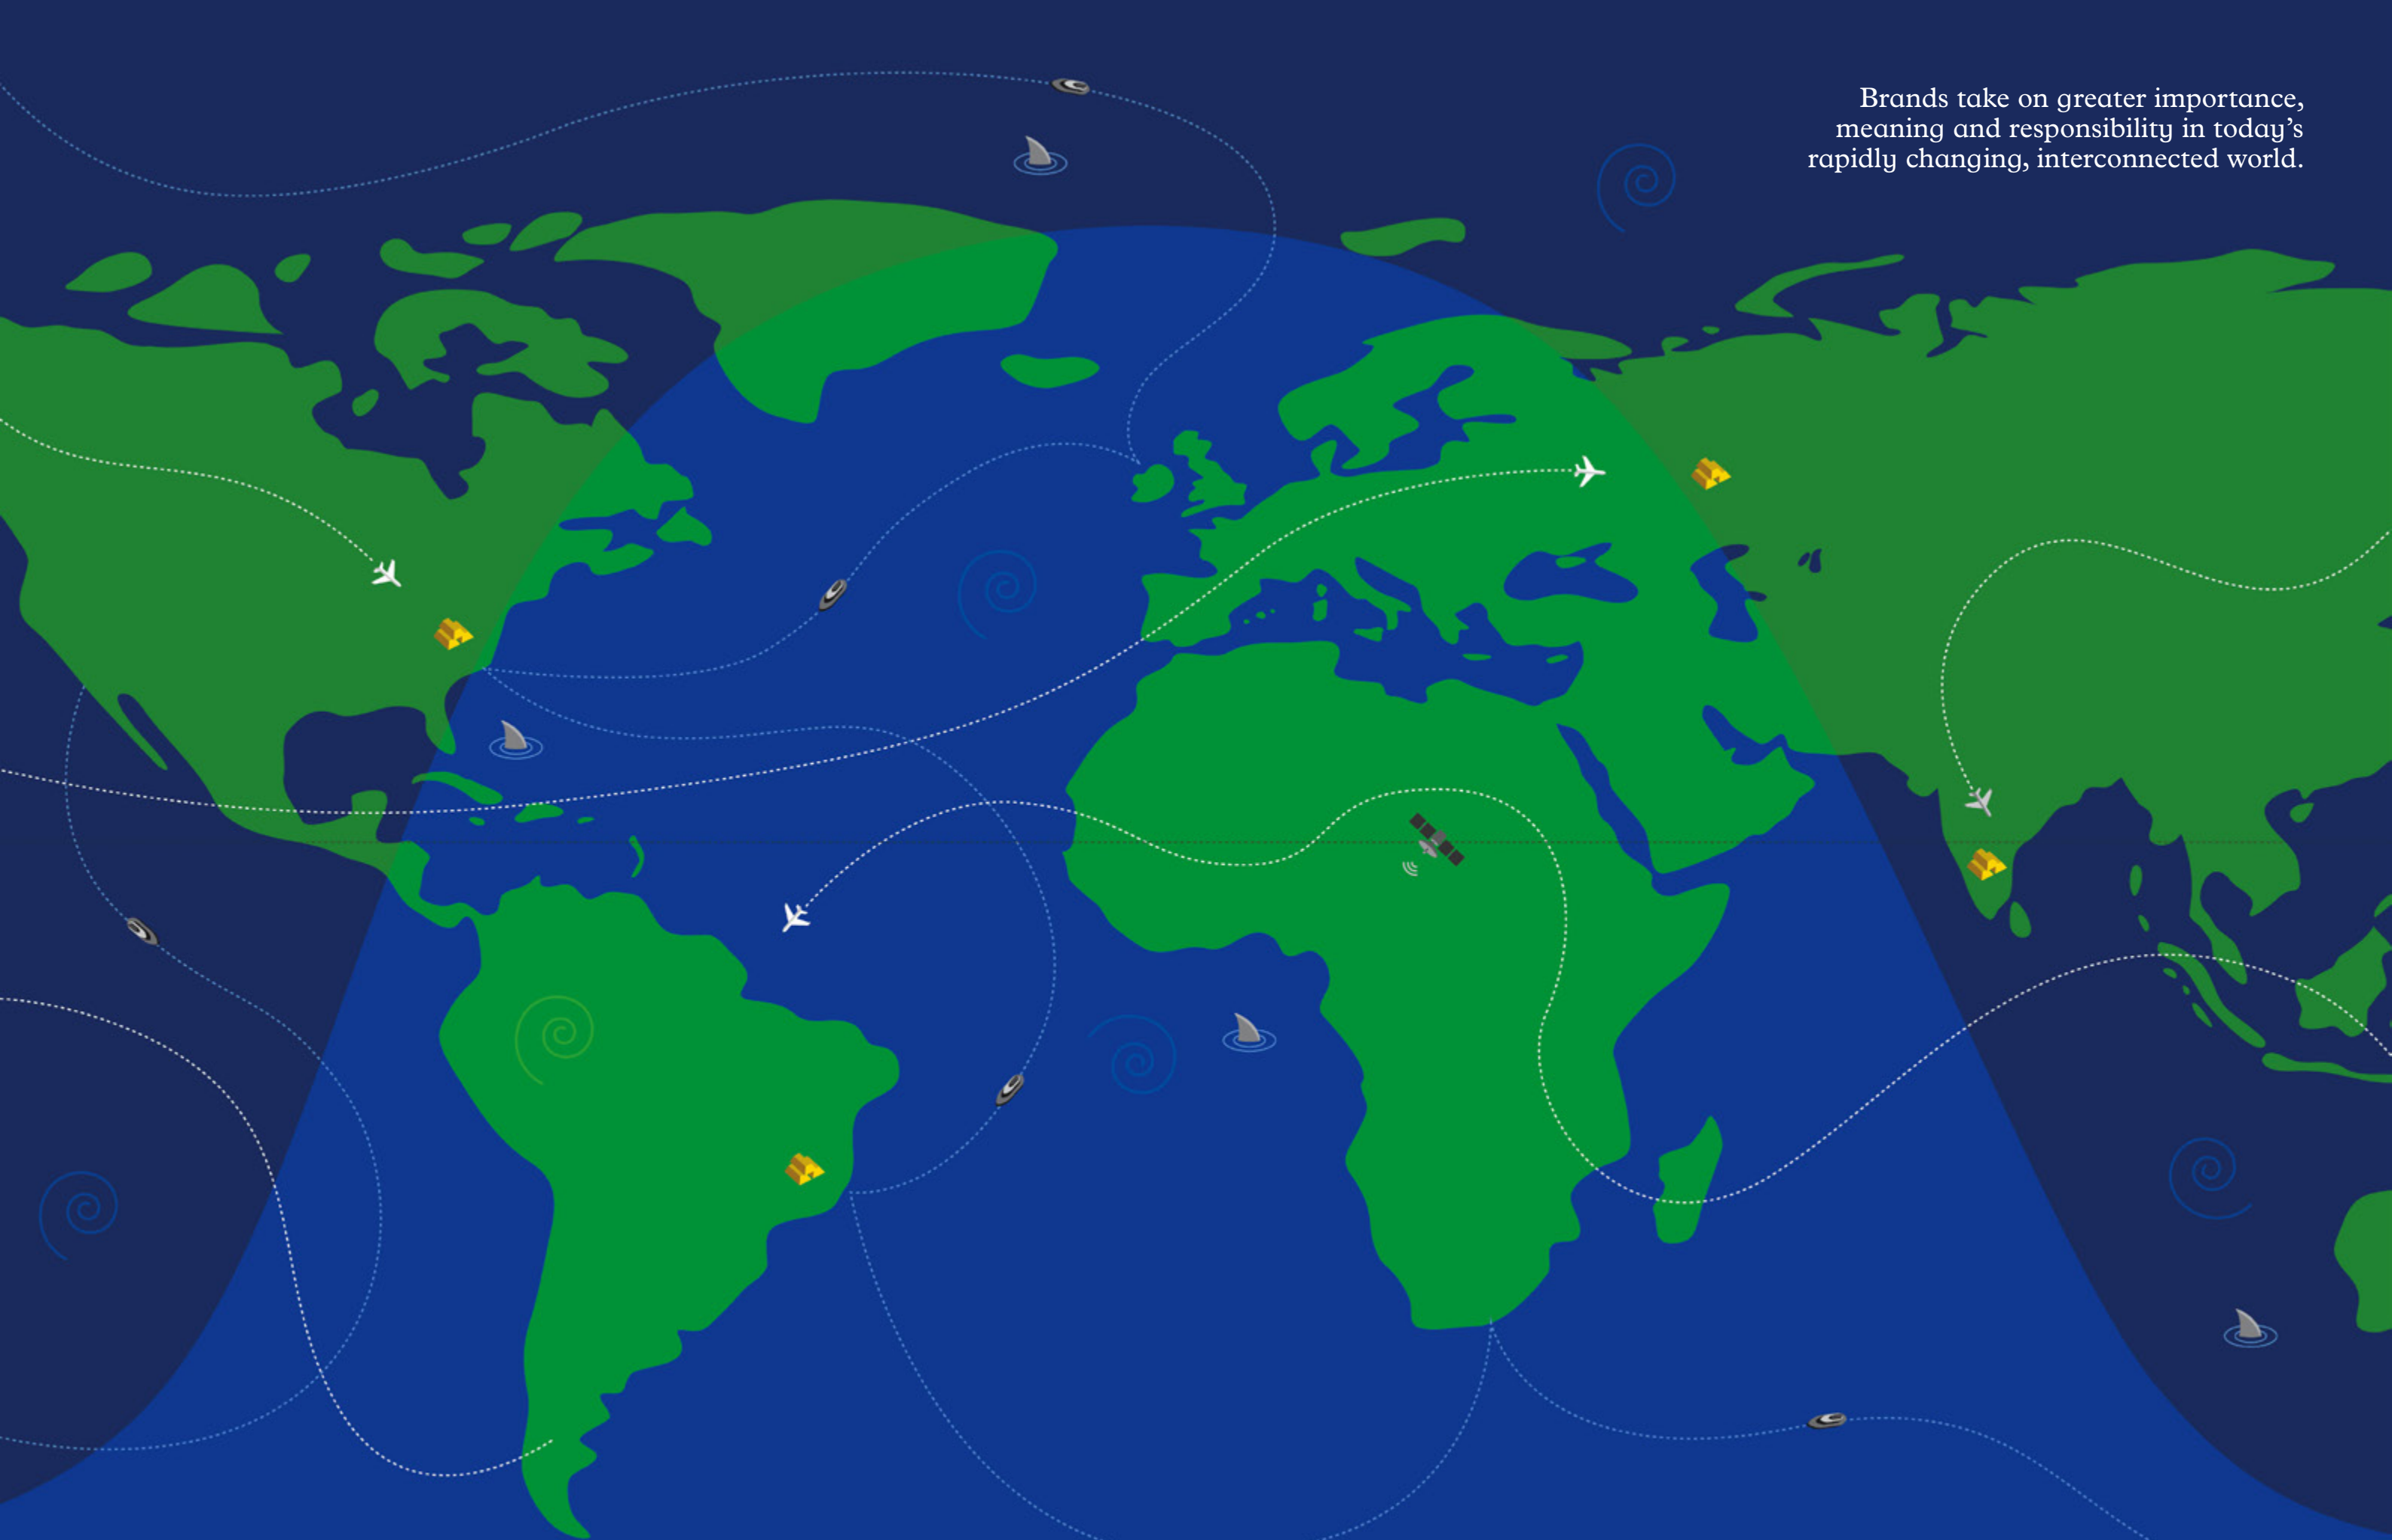 Brands take on greater importance,
meaning and responsibility in today's
rapidly changing, interconnected world.